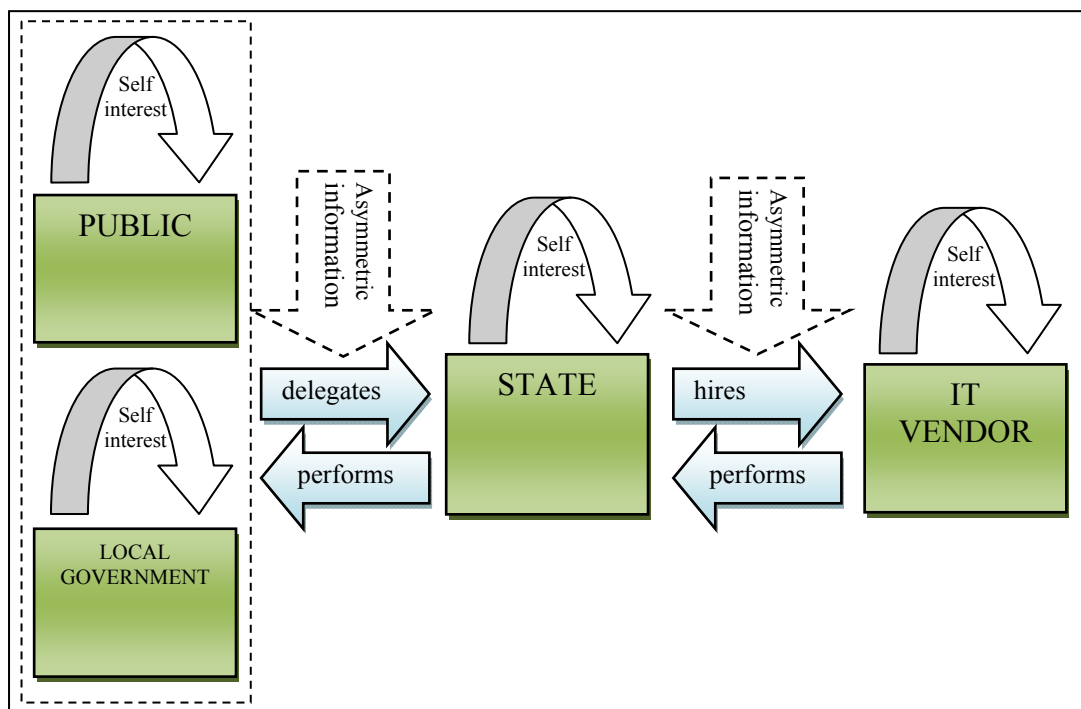 Self
interest
PUBLIC
Self
interest
LOCAL
GOVERNMENT
Asymmetric
information
delegates
performs
Self
interest
STATE
Asymmetric
information
hires
performs
Self
interest
IT
VENDOR